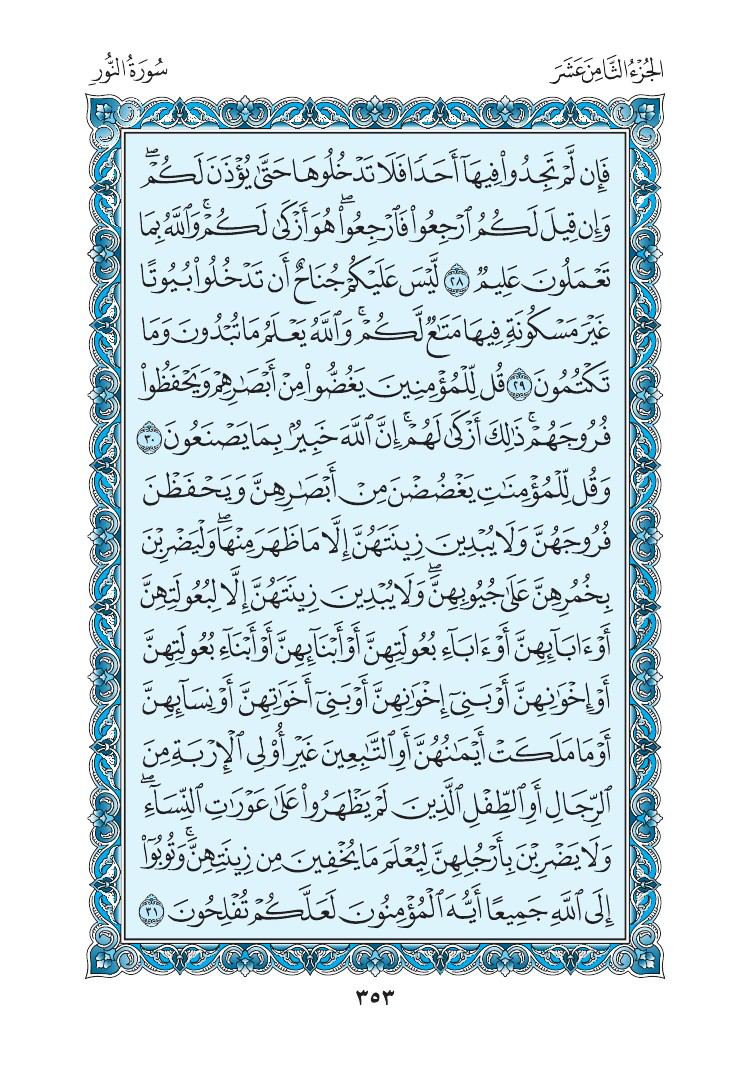 الجُزْءُ الثَّامِنَ عَشَرَ
سُورَةُ النُّورِ
فَإِن لَّمْ تَجِدُوا۟ فِيهَآ أَحَدًا فَلَا تَدْخُلُوهَا حَتَّىٰ يُؤْذَنَ لَكُمْ ۖ
وَإِن قِيلَ لَكُمُ ٱرْجِعُوا۟ فَٱرْجِعُوا۟ ۖ هُوَ أَزْكَىٰ لَكُمْ ۚ وَٱللَّهُ بِمَا
تَعْمَلُونَ عَلِيمٌ ٢٨ لَّيْسَ عَلَيْكُمْ جُنَاحٌ أَن تَدْخُلُوا۟ بُيُوتًا
غَيْرَ مَسْكُونَةٍ فِيهَا مَتَٰعٌ لَّكُمْ ۚ وَٱللَّهُ يَعْلَمُ مَا تُبْدُونَ وَمَا
تَكْتُمُونَ ٢٩ قُل لِّلْمُؤْمِنِينَ يَغُضُّوا۟ مِنْ أَبْصَٰرِهِمْ وَيَحْفَظُوا۟
فُرُوجَهُمْ ۚ ذَٰلِكَ أَزْكَىٰ لَهُمْ ۗ إِنَّ ٱللَّهَ خَبِيرٌۢ بِمَا يَصْنَعُونَ ٣٠
وَقُل لِّلْمُؤْمِنَٰتِ يَغْضُضْنَ مِنْ أَبْصَٰرِهِنَّ وَيَحْفَظْنَ
فُرُوجَهُنَّ وَلَا يُبْدِينَ زِينَتَهُنَّ إِلَّا مَا ظَهَرَ مِنْهَا ۖ وَلْيَضْرِبْنَ
بِخُمُرِهِنَّ عَلَىٰ جُيُوبِهِنَّ ۖ وَلَا يُبْدِينَ زِينَتَهُنَّ إِلَّا لِبُعُولَتِهِنَّ
أَوْ ءَابَآئِهِنَّ أَوْ ءَابَآءِ بُعُولَتِهِنَّ أَوْ أَبْنَآئِهِنَّ أَوْ أَبْنَآءِ بُعُولَتِهِنَّ
أَوْ إِخْوَٰنِهِنَّ أَوْ بَنِىٓ إِخْوَٰنِهِنَّ أَوْ بَنِىٓ أَخَوَٰتِهِنَّ أَوْ نِسَآئِهِنَّ
أَوْ مَا مَلَكَتْ أَيْمَٰنُهُنَّ أَوِ ٱلتَّٰبِعِينَ غَيْرِ أُو۟لِى ٱلْإِرْبَةِ مِنَ
ٱلرِّجَالِ أَوِ ٱلطِّفْلِ ٱلَّذِينَ لَمْ يَظْهَرُوا۟ عَلَىٰ عَوْرَٰتِ ٱلنِّسَآءِ ۖ
وَلَا يَضْرِبْنَ بِأَرْجُلِهِنَّ لِيُعْلَمَ مَا يُخْفِينَ مِن زِينَتِهِنَّ ۚ وَتُوبُوٓا۟
إِلَى ٱللَّهِ جَمِيعًا أَيُّهَ ٱلْمُؤْمِنُونَ لَعَلَّكُمْ تُفْلِحُونَ ٣١
٣٥٣